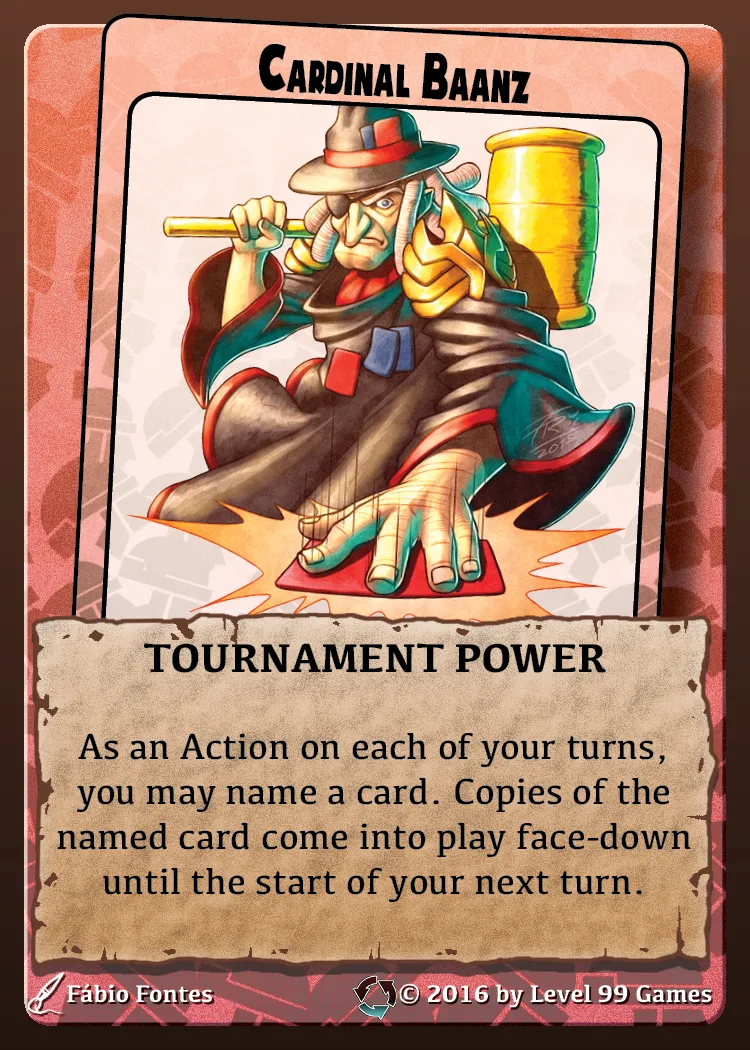 Cardinal Baanz
TOURNAMENT POWER
As an Action on each of your turns,
you may name a card. Copies of the
named card come into play face-down
until the start of your next turn.
Fábio Fontes
© 2016 by Level 99 Games